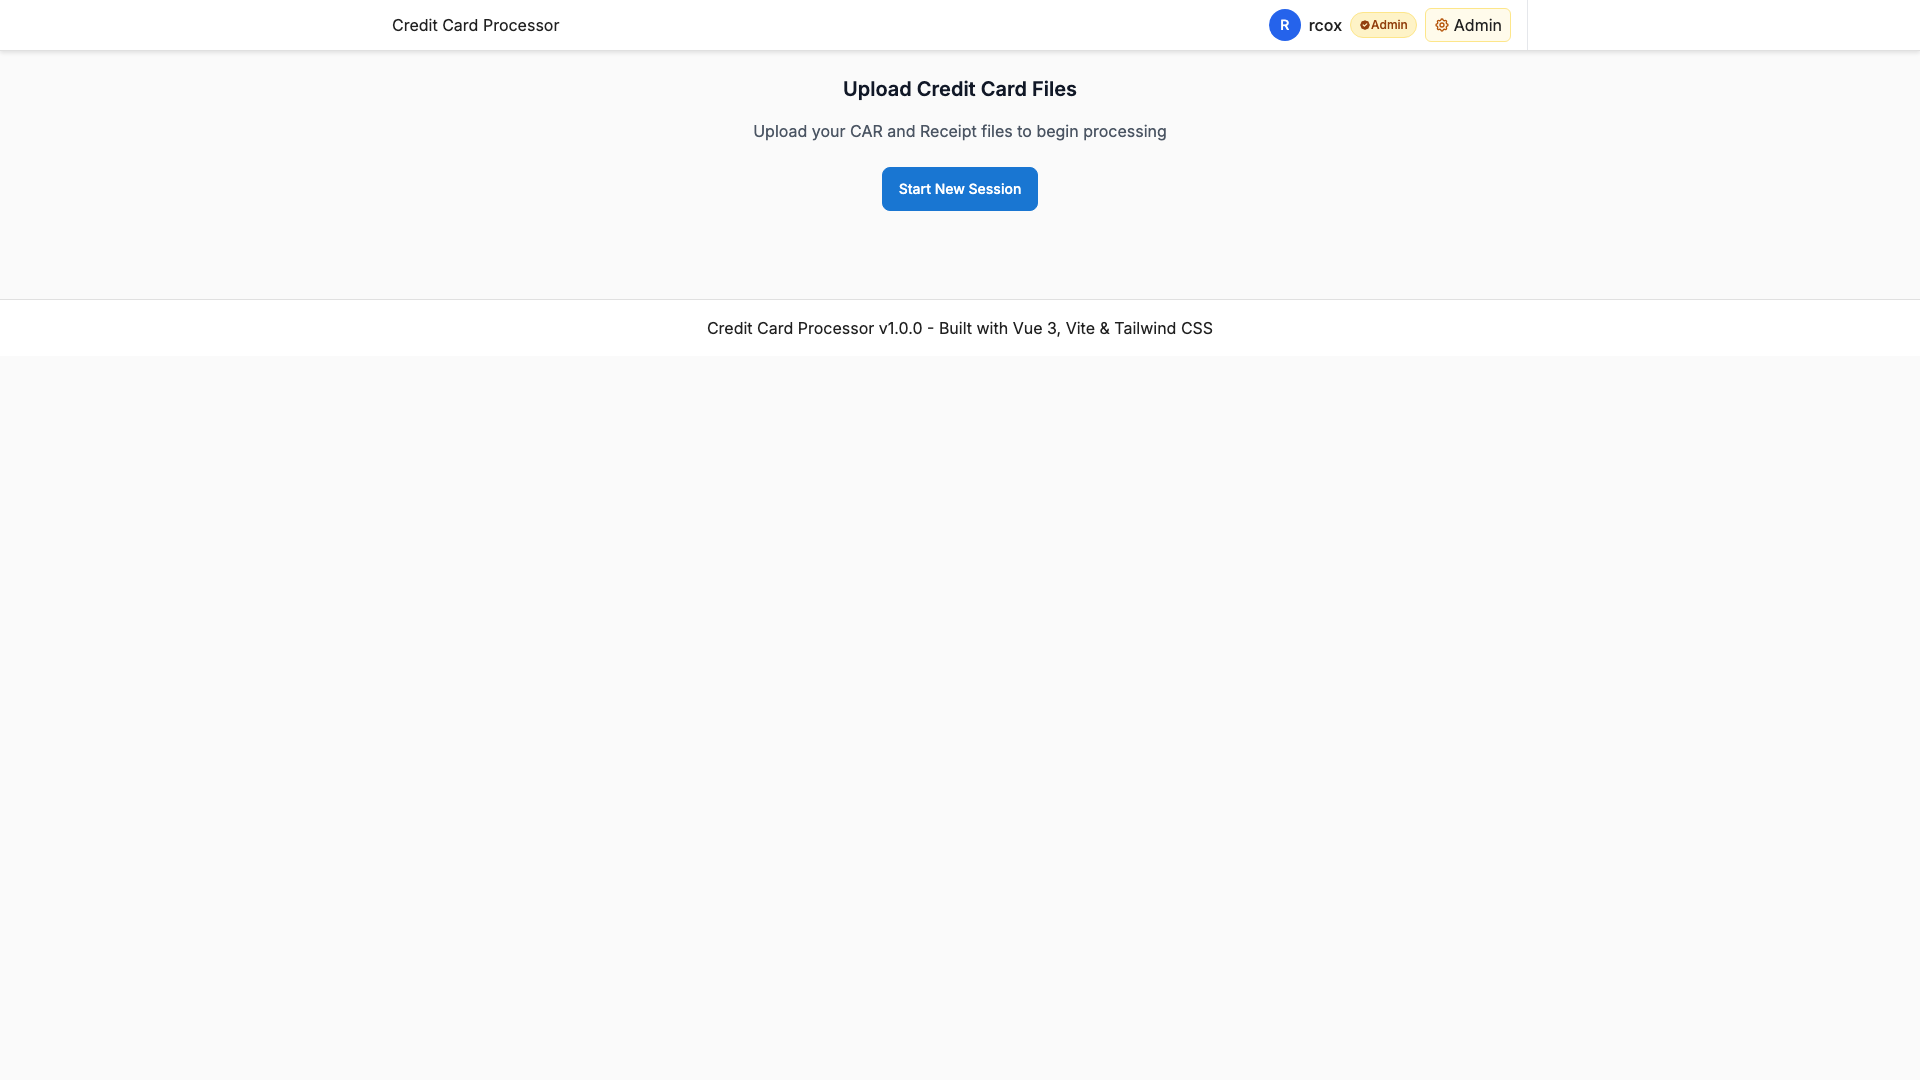 Credit Card Processor
R rcox Admin Admin
Upload Credit Card Files
Upload your CAR and Receipt files to begin processing
Start New Session
Credit Card Processor v1.0.0 - Built with Vue 3, Vite & Tailwind CSS